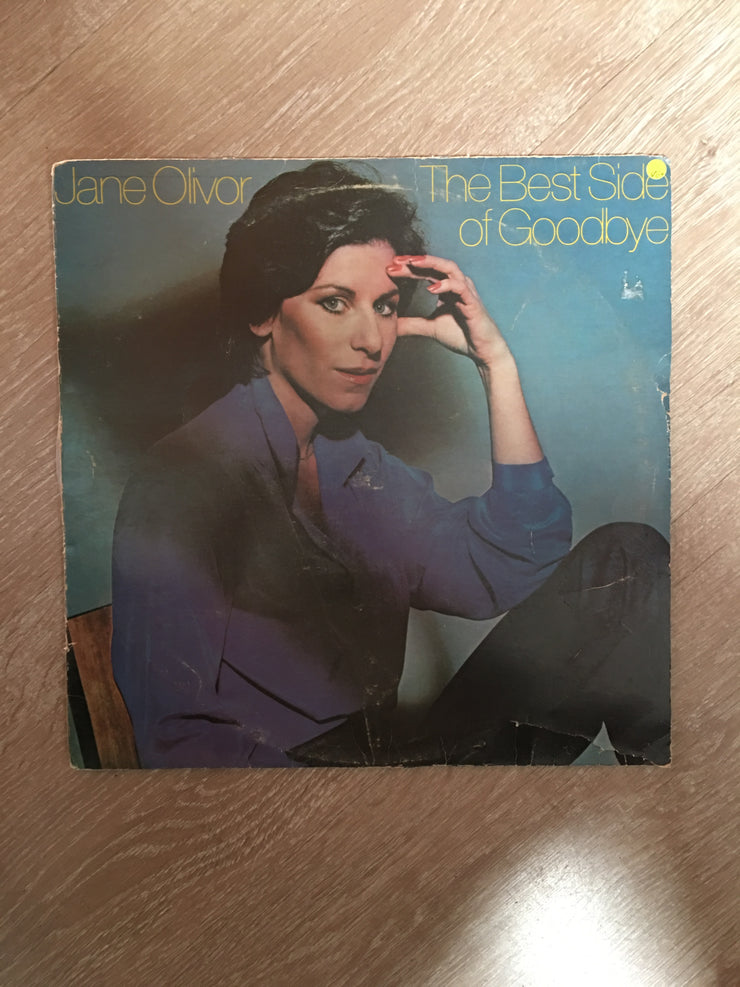 Jane Olivor
The Best Side
of Goodbye